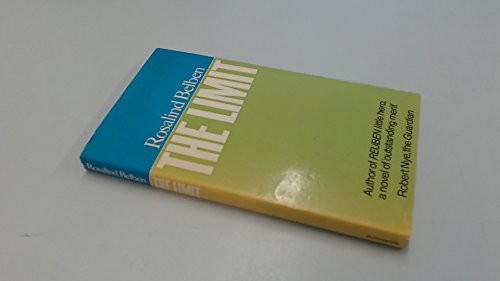 Rosalind Belben
THE LIMIT
Author of REUBEN little hero,
a novel of outstanding merit
Robert Nye, the Guardian
Rosalind Belben
THE LIMIT